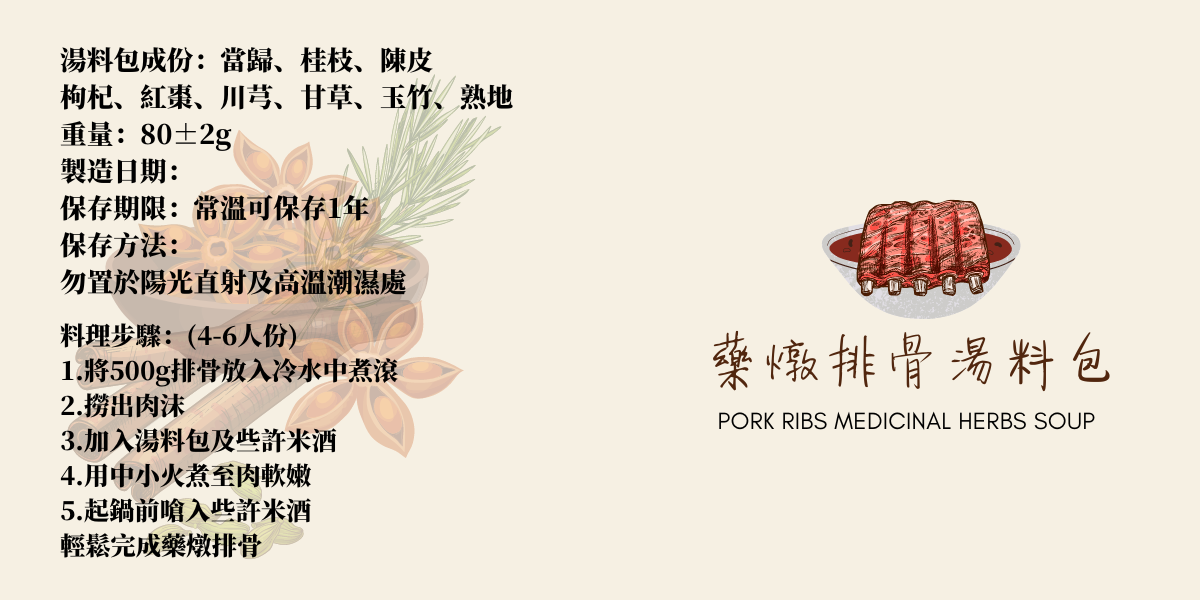 湯料包成份：當歸、桂枝、陳皮
枸杞、紅棗、川芎、甘草、玉竹、熟地
重量：80±2g
製造日期：
保存期限：常溫可保存1年
保存方法：
勿置於陽光直射及高溫潮濕處
料理步驟：(4-6人份)
1.將500g排骨放入冷水中煮滾
2.撈出肉沫
3.加入湯料包及些許米酒
4.用中小火煮至肉軟嫩
5.起鍋前嗆入些許米酒
輕鬆完成藥燉排骨
藥燉排骨湯料包
PORK RIBS MEDICINAL HERBS SOUP